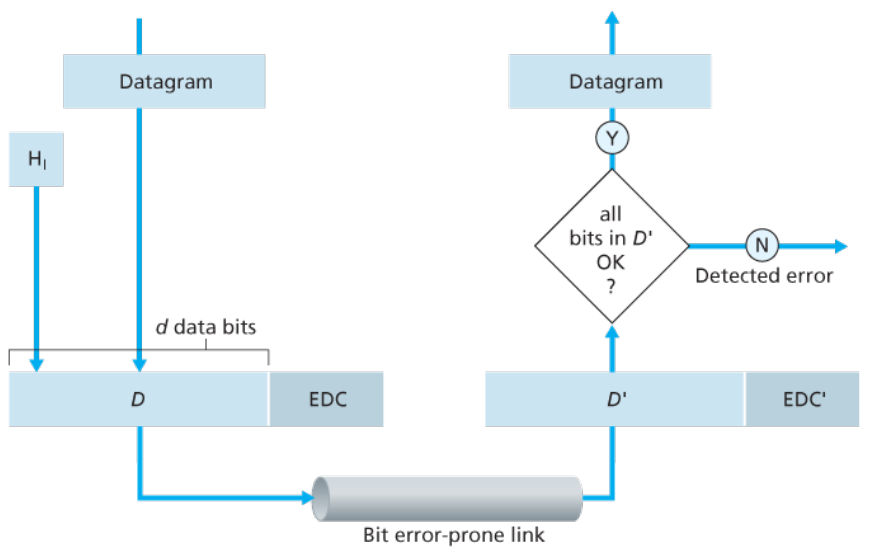 Datagram
Datagram
H_l
Y
all
bits in D'
OK
?
N
Detected error
d data bits
D
EDC
D'
EDC'
Bit error-prone link